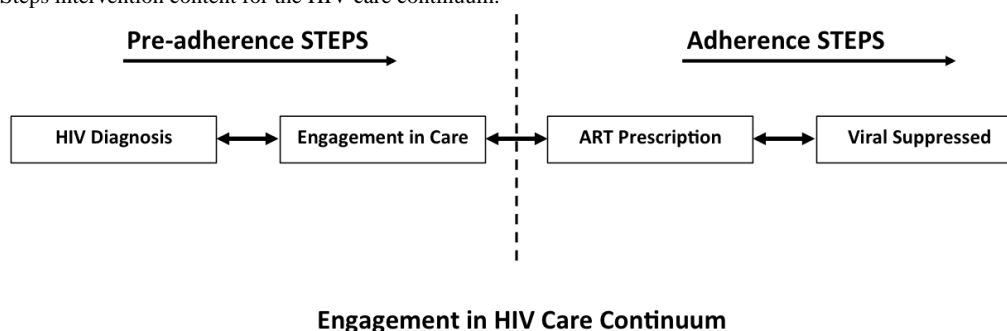 Steps intervention content for the HIV care continuum.
Pre-adherence STEPS
Adherence STEPS
HIV Diagnosis
Engagement in Care
ART Prescription
Viral Suppressed
Engagement in HIV Care Continuum